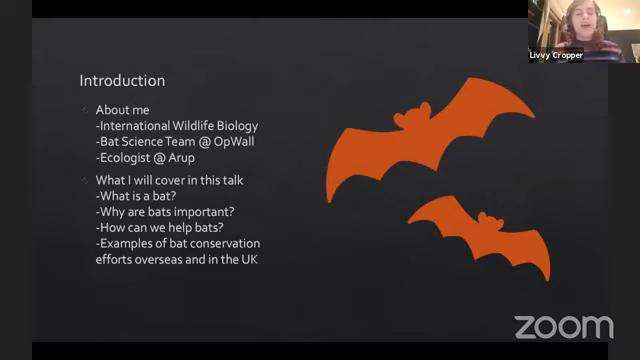 Livvy Cropper
Introduction
About me
-International Wildlife Biology
-Bat Science Team @ OpWall
-Ecologist @ Arup
What I will cover in this talk
-What is a bat?
-Why are bats important?
-How can we help bats?
-Examples of bat conservation
efforts overseas and in the UK
zoom